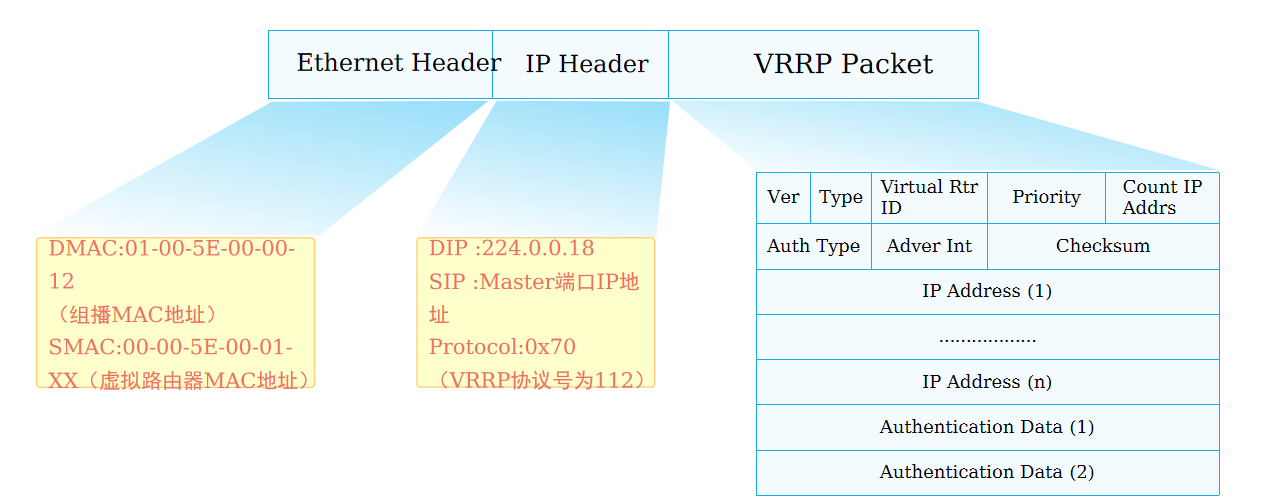 Ethernet Header
IP Header
VRRP Packet
DMAC:01-00-5E-00-00-
12
（组播MAC地址）
SMAC:00-00-5E-00-01-
XX（虚拟路由器MAC地址）
DIP :224.0.0.18
SIP :Master端口IP地
址
Protocol:0x70
（VRRP协议号为112）
Ver
Type
Virtual Rtr
ID
Priority
Count IP
Addrs
Auth Type
Adver Int
Checksum
IP Address (1)
..................
IP Address (n)
Authentication Data (1)
Authentication Data (2)